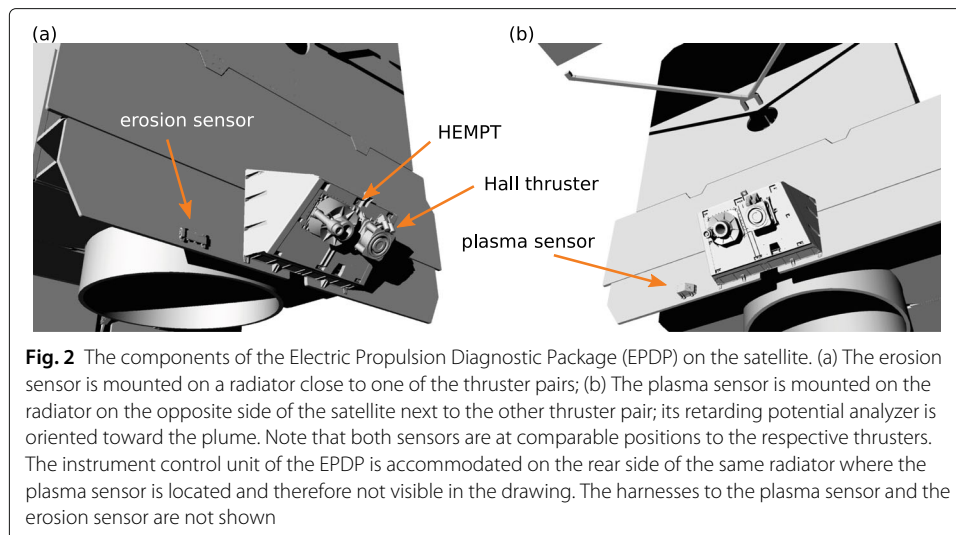 (a)
(b)
erosion sensor
HEMPT
Hall thruster
plasma sensor
Fig. 2 The components of the Electric Propulsion Diagnostic Package (EPDP) on the satellite. (a) The erosion
sensor is mounted on a radiator close to one of the thruster pairs; (b) The plasma sensor is mounted on the
radiator on the opposite side of the satellite next to the other thruster pair; its retarding potential analyzer is
oriented toward the plume. Note that both sensors are at comparable positions to the respective thrusters.
The instrument control unit of the EPDP is accommodated on the rear side of the same radiator where the
plasma sensor is located and therefore not visible in the drawing. The harnesses to the plasma sensor and the
erosion sensor are not shown